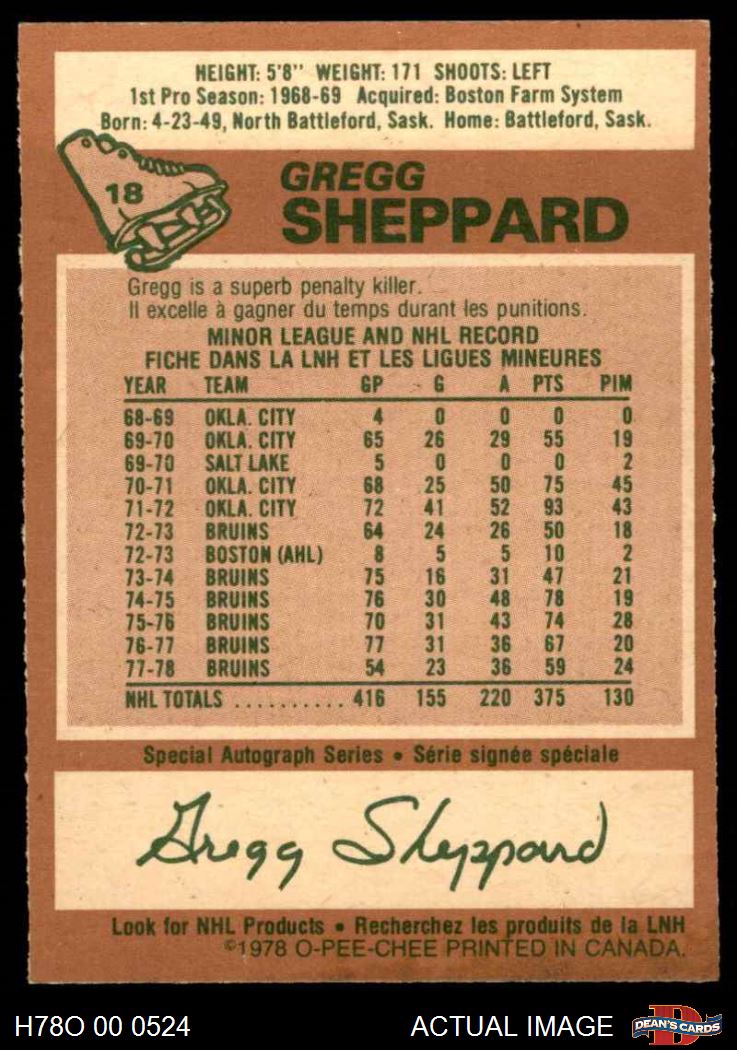 HEIGHT: 5'8" WEIGHT: 171 SHOOTS: LEFT
1st Pro Season: 1968-69 Acquired: Boston Farm System
Born: 4-23-49, North Battleford, Sask. Home: Battleford, Sask.
18
GREGG
SHEPPARD
Gregg is a superb penalty killer.
Il excelle à gagner du temps durant les punitions.
MINOR LEAGUE AND NHL RECORD
FICHE DANS LA LNH ET LES LIGUES MINEURES
YEAR TEAM GP G A PTS PIM
68-69 OKLA. CITY 4 0 0 0 0
69-70 OKLA. CITY 65 26 29 55 19
69-70 SALT LAKE 5 0 0 0 2
70-71 OKLA. CITY 68 25 50 75 45
71-72 OKLA. CITY 72 41 52 93 43
72-73 BRUINS 64 24 26 50 18
72-73 BOSTON (AHL) 8 5 5 10 2
73-74 BRUINS 75 16 31 47 21
74-75 BRUINS 76 30 48 78 19
75-76 BRUINS 70 31 43 74 28
76-77 BRUINS 77 31 36 67 20
77-78 BRUINS 54 23 36 59 24
NHL TOTALS .......... 416 155 220 375 130
Special Autograph Series • Série signée spéciale
Gregg Sheppard
Look for NHL Products • Recherchez les produits de la LNH
©1978 O-PEE-CHEE PRINTED IN CANADA.
H78O 00 0524 ACTUAL IMAGE DEAN'S CARDS